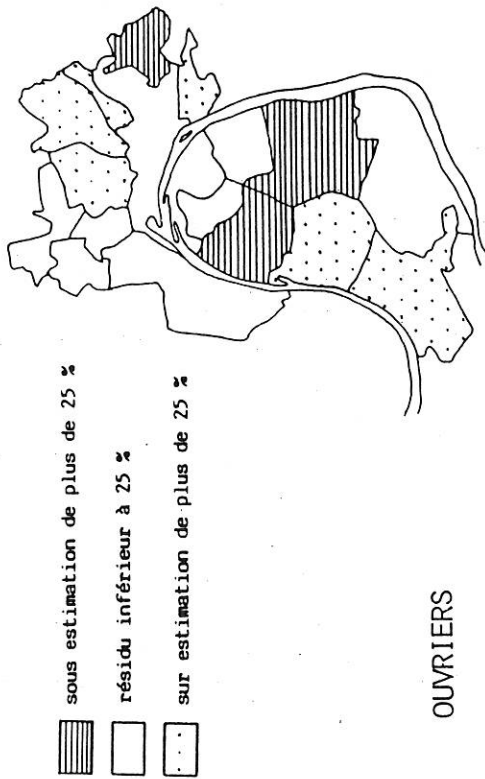 sous estimation de plus de 25 %
résidu inférieur à 25 %
sur estimation de plus de 25 %
OUVRIERS